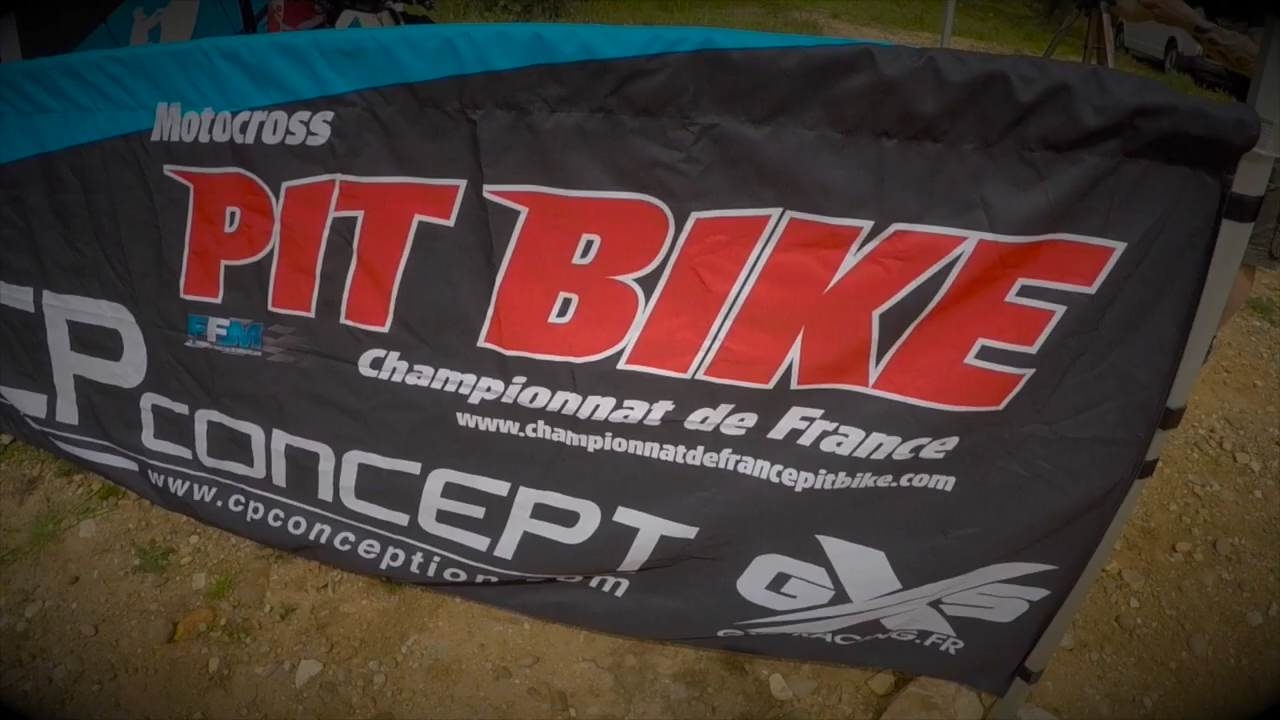 Motocross
PIT BIKE
FFM
Championnat de France
www.championnatdefrancepitbike.com
CP CONCEPT
www.cpconception.com
GXS